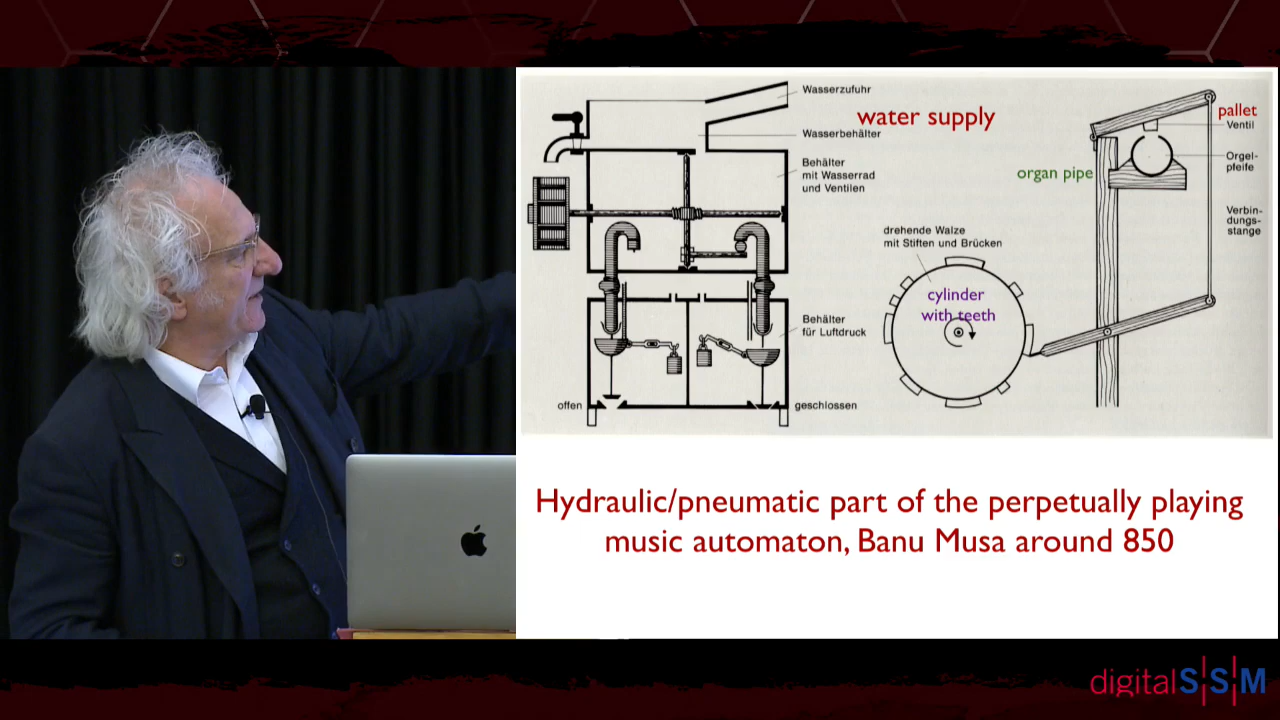 Wasserzufuhr
water supply
Wasserbehälter
Behälter
mit Wasserrad
und Ventilen
pallet
Ventil
organ pipe
Orgel-
pfeife
Verbin-
dungs-
stange
drehende Walze
mit Stiften und Brücken
cylinder
with teeth
Behälter
für Luftdruck
offen
geschlossen
Hydraulic/pneumatic part of the perpetually playing
music automaton, Banu Musa around 850
digitalS|S|M